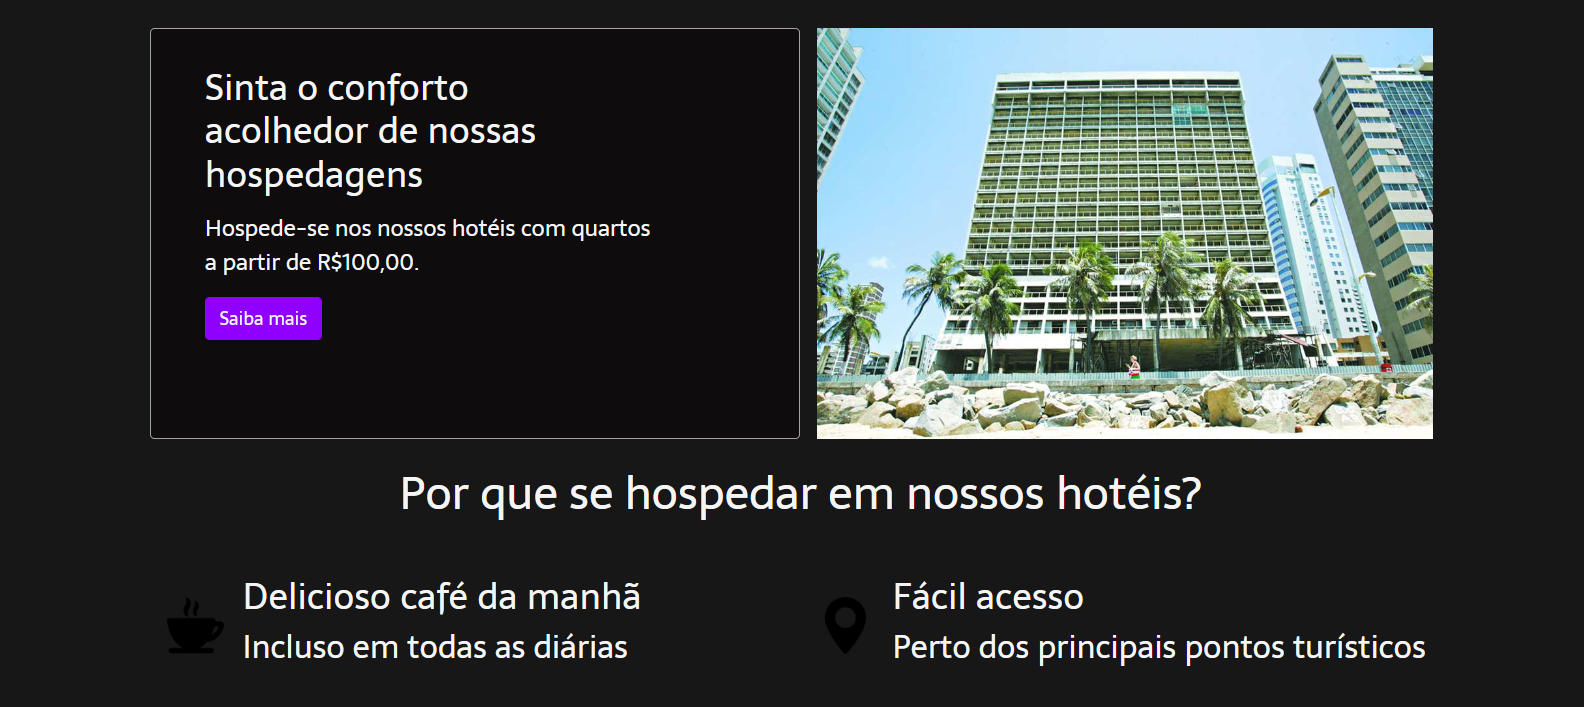 Sinta o conforto
acolhedor de nossas
hospedagens
Hospede-se nos nossos hotéis com quartos
a partir de R$100,00.
Saiba mais
Por que se hospedar em nossos hotéis?
Delicioso café da manhã
Incluso em todas as diárias
Fácil acesso
Perto dos principais pontos turísticos